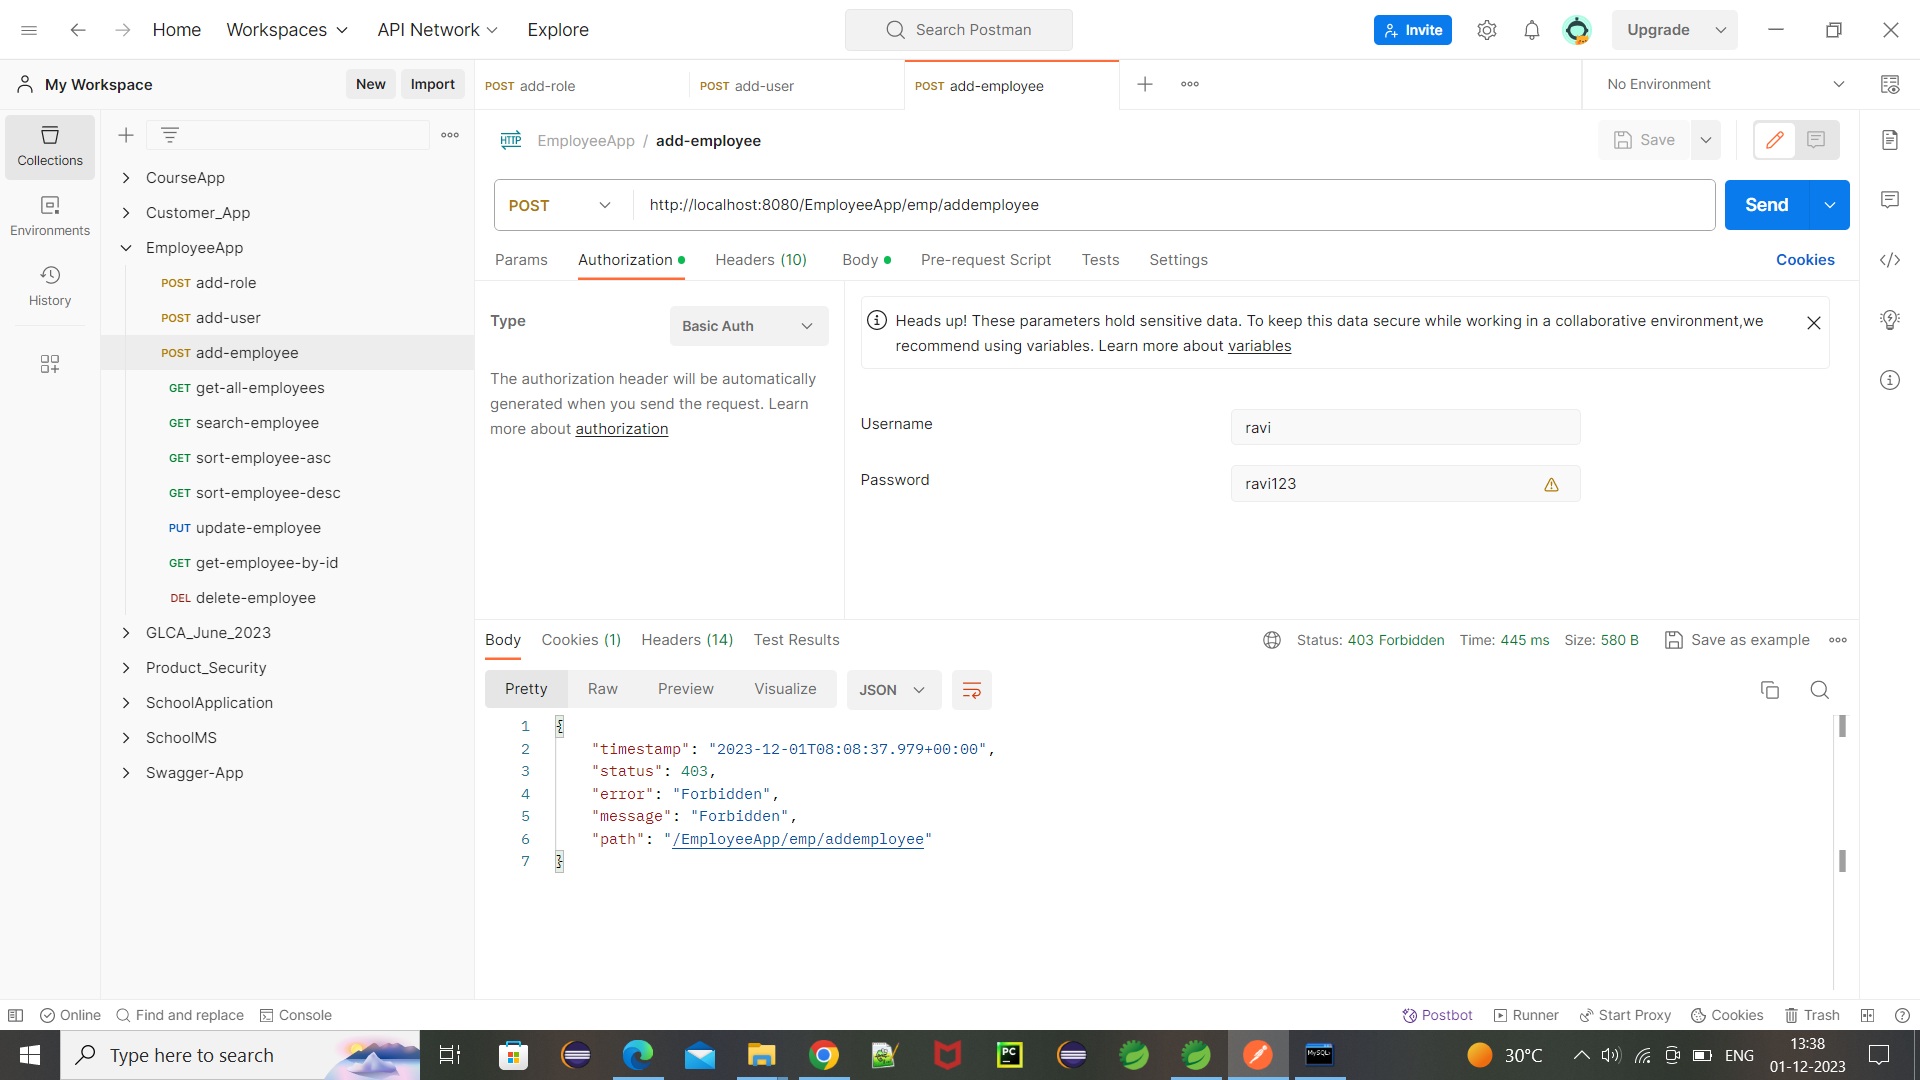 Home
Workspaces
API Network
Explore
Search Postman
Invite
Upgrade
My Workspace
New
Import
POST add-role
POST add-user
POST add-employee
No Environment
Collections
Environments
History
CourseApp
Customer_App
EmployeeApp
POST add-role
POST add-user
POST add-employee
GET get-all-employees
GET search-employee
GET sort-employee-asc
GET sort-employee-desc
PUT update-employee
GET get-employee-by-id
DEL delete-employee
GLCA_June_2023
Product_Security
SchoolApplication
SchoolMS
Swagger-App
HTTP EmployeeApp / add-employee
Save
POST http://localhost:8080/EmployeeApp/emp/addemployee
Send
Params Authorization Headers (10) Body Pre-request Script Tests Settings Cookies
Type
Basic Auth
The authorization header will be automatically
generated when you send the request. Learn
more about authorization
Heads up! These parameters hold sensitive data. To keep this data secure while working in a collaborative environment,we
recommend using variables. Learn more about variables
Username ravi
Password ravi123
Body Cookies (1) Headers (14) Test Results
Status: 403 Forbidden Time: 445 ms Size: 580 B Save as example
Pretty Raw Preview Visualize JSON
1 {
2 "timestamp": "2023-12-01T08:08:37.979+00:00",
3 "status": 403,
4 "error": "Forbidden",
5 "message": "Forbidden",
6 "path": "/EmployeeApp/emp/addemployee"
7 }
Online Find and replace Console
Postbot Runner Start Proxy Cookies Trash
Type here to search
PC
MySQL
30°C
ENG
13:38
01-12-2023